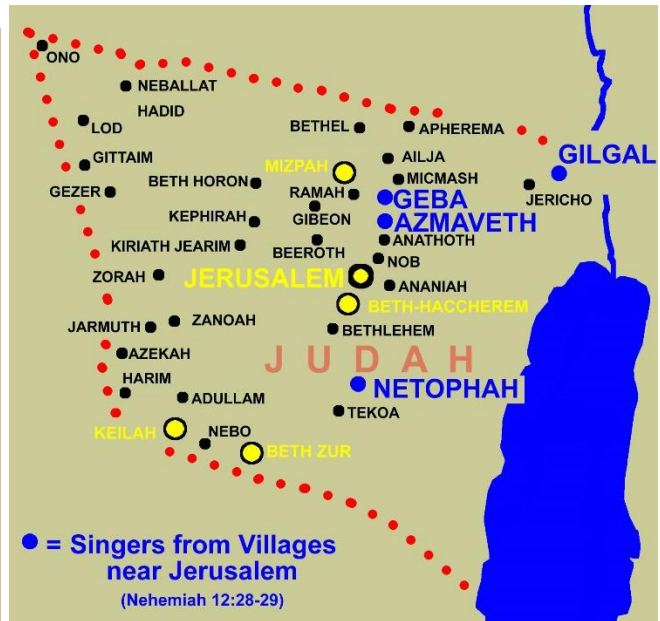 ONO
NEBALLAT
HADID
LOD
BETHEL
APHEREMA
GITTAIM
MIZPAH
AILJA
GILGAL
GEZER
BETH HORON
RAMAH
MICMASH
JERICHO
GEBA
KEPHIRAH
GIBEON
AZMAVETH
KIRIATH JEARIM
BEEROTH
ANATHOTH
NOB
ZORAH
JERUSALEM
ANANIAH
BETH-HACCHEREM
JARMUTH
ZANOAH
BETHLEHEM
AZEKAH
JUDAH
HARIM
ADULLAM
NETOPHAH
TEKOA
KEILAH
NEBO
BETH ZUR
= Singers from Villages
near Jerusalem
(Nehemiah 12:28-29)